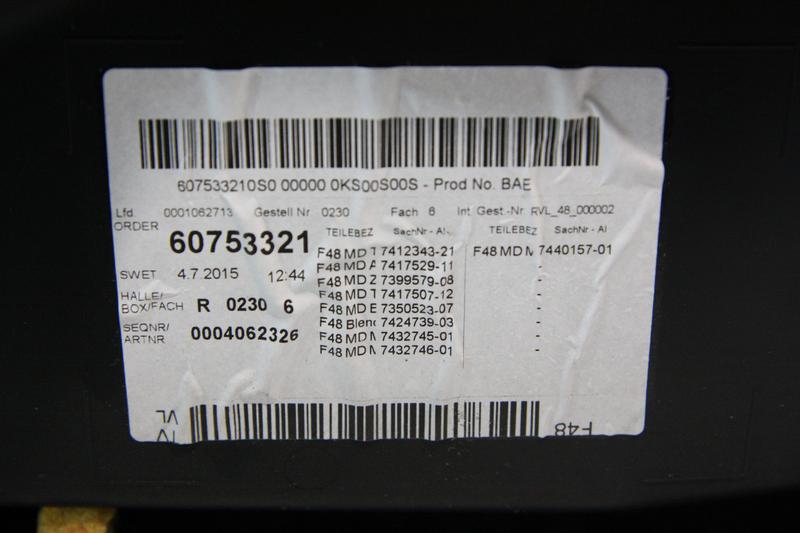 607533210S0 00000 0KS00S00S - Prod No. BAE
Lfd 0001062713 Gestell Nr 0230 Fach 6 Int Gest.-Nr RVL_48_000002
ORDER 60753321
TEILEBEZ SachNr - AI- TEILEBEZ SachNr - AI
F48 MD T 7412343-21 F48 MD M 7440157-01
F48 MD A 7417529-11 -
SWET 4.7.2015 12:44
F48 MD Z 7399579-08 -
F48 MD T 7417507-12 -
HALLE/
BOX/FACH R 0230 6
F48 MD E 7350523-07 -
F48 Blend 7424739-03 -
SEQNR/
ARTNR 0004062326
F48 MD M 7432745-01 -
F48 MD M 7432746-01 -
VL
F48